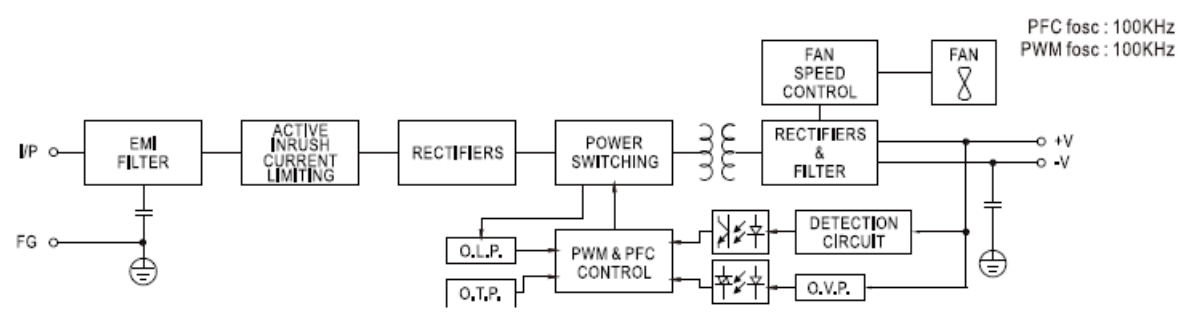 PFC fosc : 100KHz
PWM fosc : 100KHz
FAN
SPEED
CONTROL
FAN
I/P
EMI
FILTER
ACTIVE
INRUSH
CURRENT
LIMITING
RECTIFIERS
POWER
SWITCHING
RECTIFIERS
&
FILTER
+V
-V
FG
O.L.P.
PWM & PFC
CONTROL
DETECTION
CIRCUIT
O.T.P.
O.V.P.